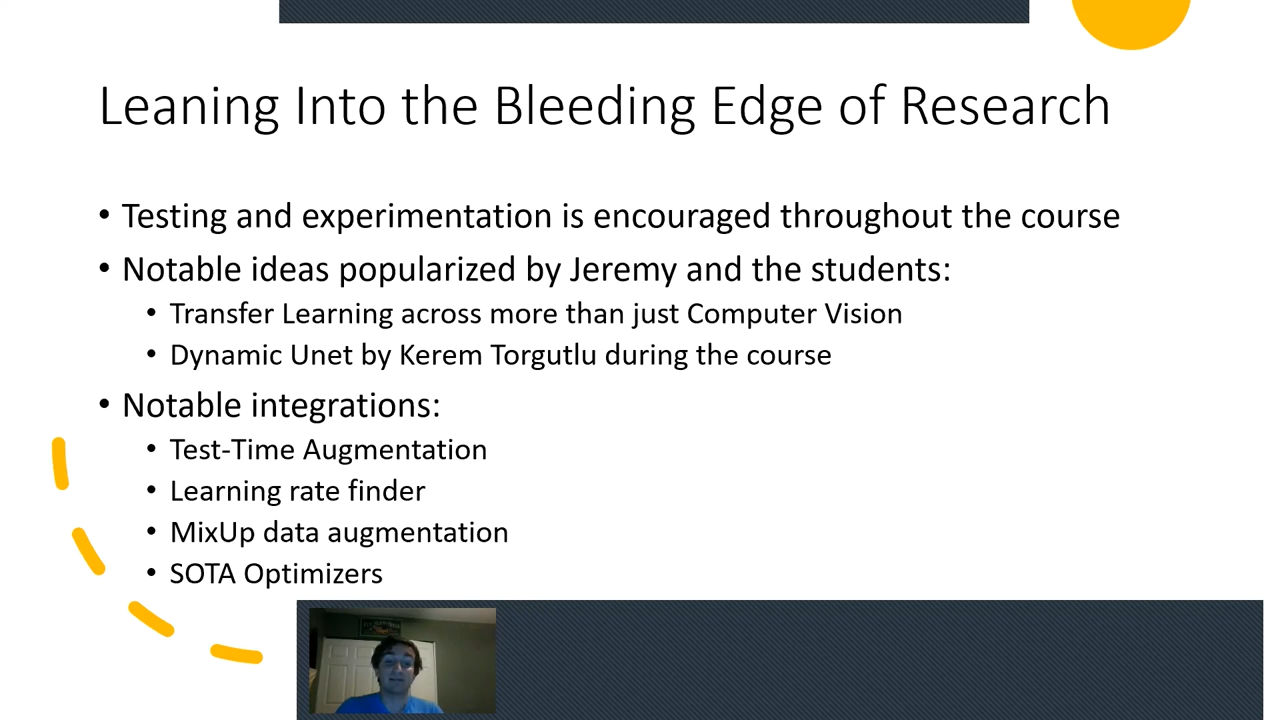 Leaning Into the Bleeding Edge of Research
• Testing and experimentation is encouraged throughout the course
• Notable ideas popularized by Jeremy and the students:
• Transfer Learning across more than just Computer Vision
• Dynamic Unet by Kerem Torgutlu during the course
• Notable integrations:
• Test-Time Augmentation
• Learning rate finder
• MixUp data augmentation
• SOTA Optimizers